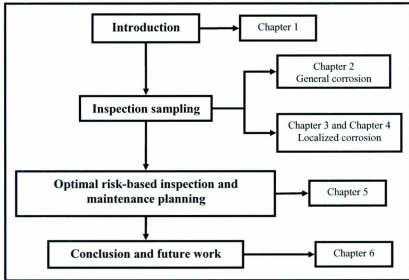 Introduction
Chapter 1
Chapter 2
General corrosion
Inspection sampling
Chapter 3 and Chapter 4
Localized corrosion
Optimal risk-based inspection and
maintenance planning
Chapter 5
Conclusion and future work
Chapter 6